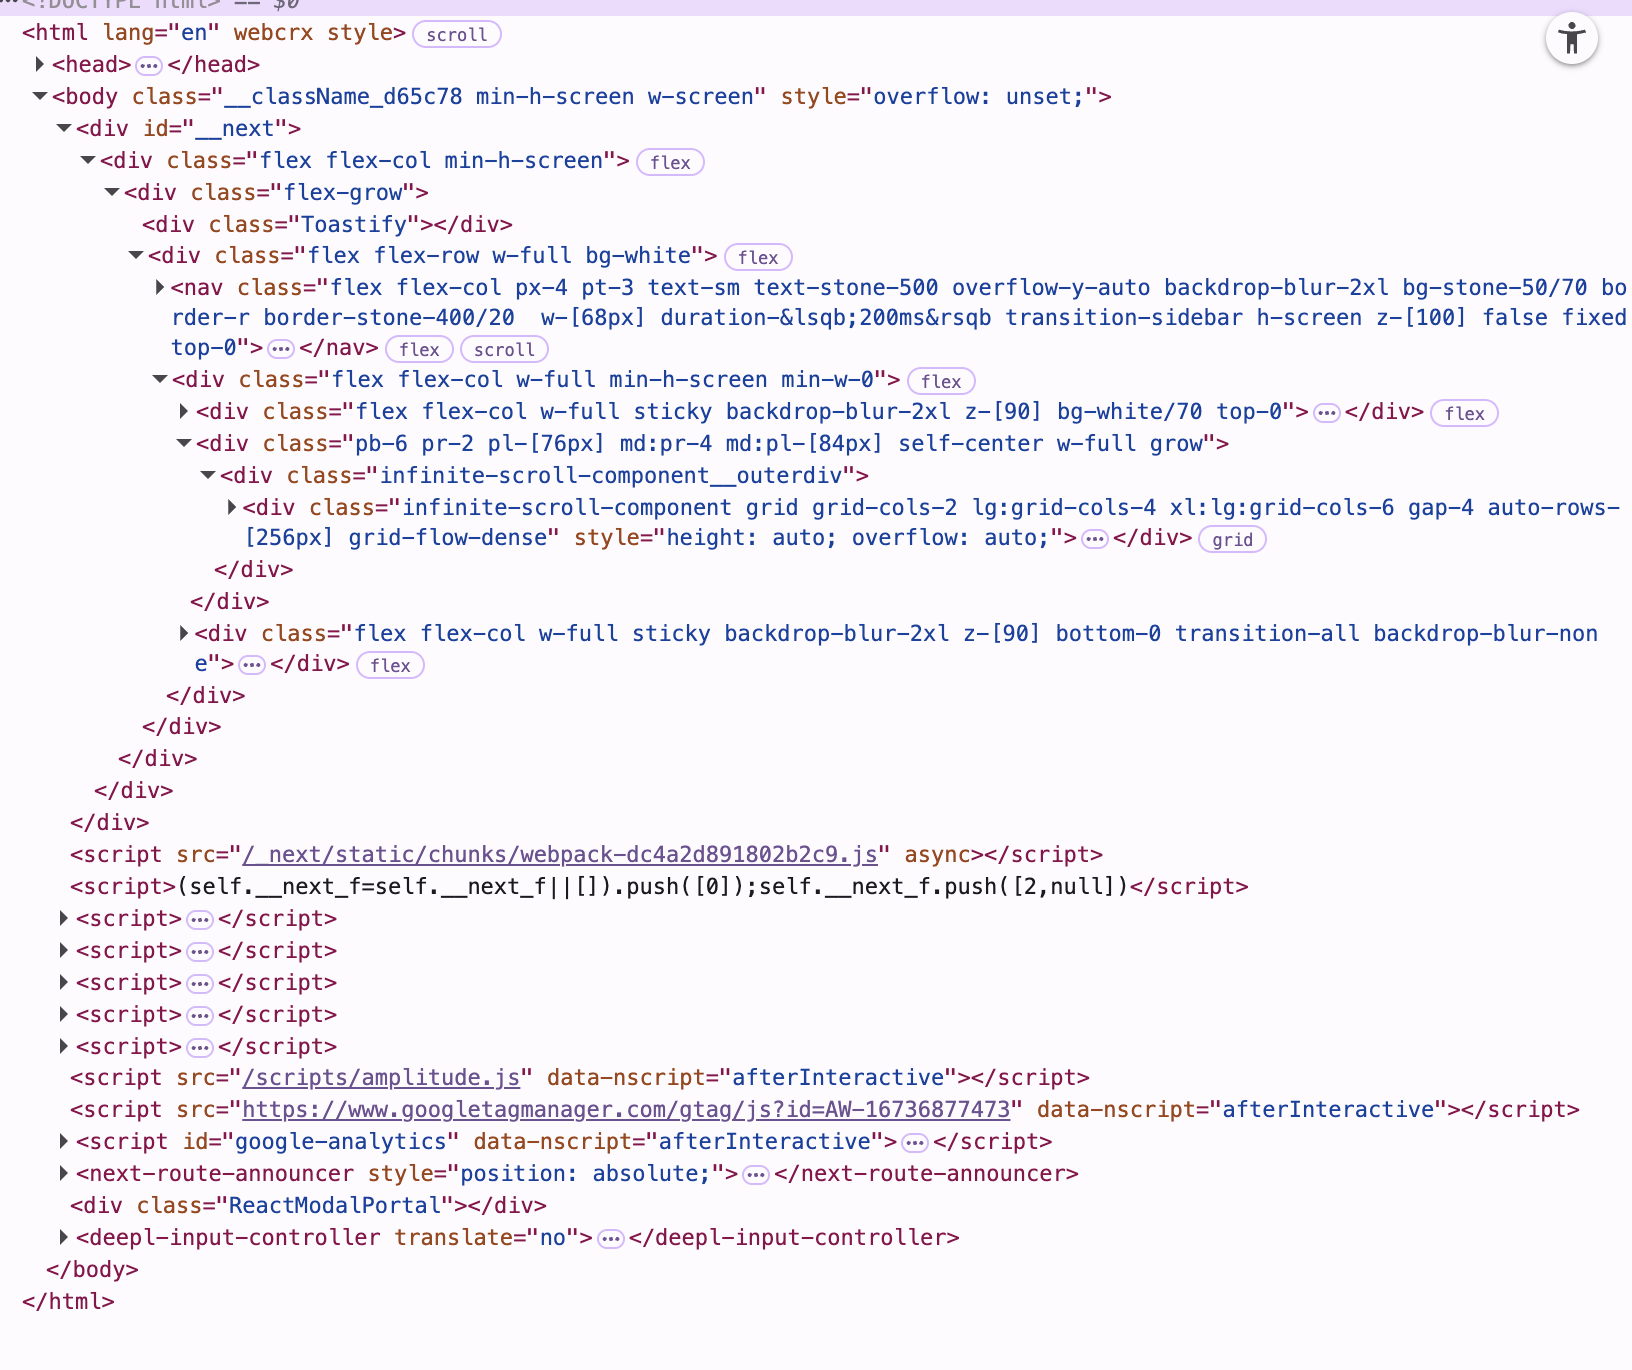 <!DOCTYPE html> == $0
<html lang="en" webcrx style> scroll
<head> ··· </head>
<body class="__className_d65c78 min-h-screen w-screen" style="overflow: unset;">
<div id="__next">
<div class="flex flex-col min-h-screen"> flex
<div class="flex-grow">
<div class="Toastify"></div>
<div class="flex flex-row w-full bg-white"> flex
<nav class="flex flex-col px-4 pt-3 text-sm text-stone-500 overflow-y-auto backdrop-blur-2xl bg-stone-50/70 bo
rder-r border-stone-400/20  w-[68px] duration-&lsqb;200ms&rsqb transition-sidebar h-screen z-[100] false fixed
top-0"> ··· </nav> flex scroll
<div class="flex flex-col w-full min-h-screen min-w-0"> flex
<div class="flex flex-col w-full sticky backdrop-blur-2xl z-[90] bg-white/70 top-0"> ··· </div> flex
<div class="pb-6 pr-2 pl-[76px] md:pr-4 md:pl-[84px] self-center w-full grow">
<div class="infinite-scroll-component__outerdiv">
<div class="infinite-scroll-component grid grid-cols-2 lg:grid-cols-4 xl:lg:grid-cols-6 gap-4 auto-rows-
[256px] grid-flow-dense" style="height: auto; overflow: auto;"> ··· </div> grid
</div>
</div>
<div class="flex flex-col w-full sticky backdrop-blur-2xl z-[90] bottom-0 transition-all backdrop-blur-non
e"> ··· </div> flex
</div>
</div>
</div>
</div>
</div>
<script src="/_next/static/chunks/webpack-dc4a2d891802b2c9.js" async></script>
<script>(self.__next_f=self.__next_f||[]).push([0]);self.__next_f.push([2,null])</script>
<script> ··· </script>
<script> ··· </script>
<script> ··· </script>
<script> ··· </script>
<script> ··· </script>
<script src="/scripts/amplitude.js" data-nscript="afterInteractive"></script>
<script src="https://www.googletagmanager.com/gtag/js?id=AW-16736877473" data-nscript="afterInteractive"></script>
<script id="google-analytics" data-nscript="afterInteractive"> ··· </script>
<next-route-announcer style="position: absolute;"> ··· </next-route-announcer>
<div class="ReactModalPortal"></div>
<deepl-input-controller translate="no"> ··· </deepl-input-controller>
</body>
</html>